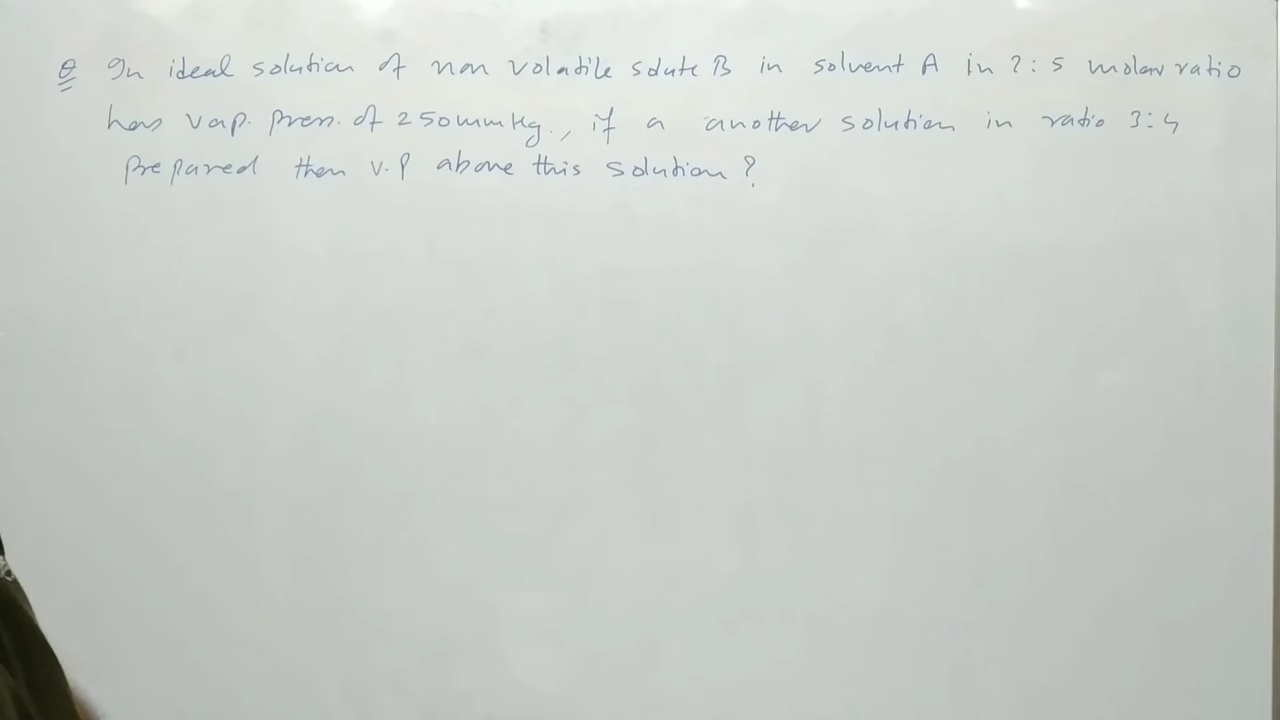 Q In ideal solution of non volatile solute B in solvent A in 2:5 molar ratio
has vap. pres. of 250mmHg., if a another solution in ratio 3:4
prepared then v.P above this solution ?